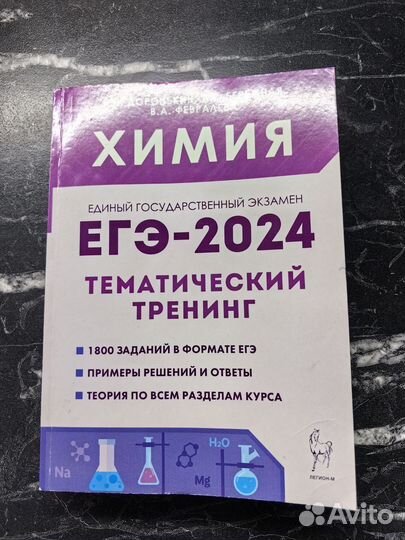 В.А. ФЕВРАЛЕВА
ХИМИЯ
ЕДИНЫЙ ГОСУДАРСТВЕННЫЙ ЭКЗАМЕН
ЕГЭ-2024
ТЕМАТИЧЕСКИЙ
ТРЕНИНГ
1800 ЗАДАНИЙ В ФОРМАТЕ ЕГЭ
ПРИМЕРЫ РЕШЕНИЙ И ОТВЕТЫ
ТЕОРИЯ ПО ВСЕМ РАЗДЕЛАМ КУРСА
H₂O
Na
Mg
ЛЕГИОН-М
Avito